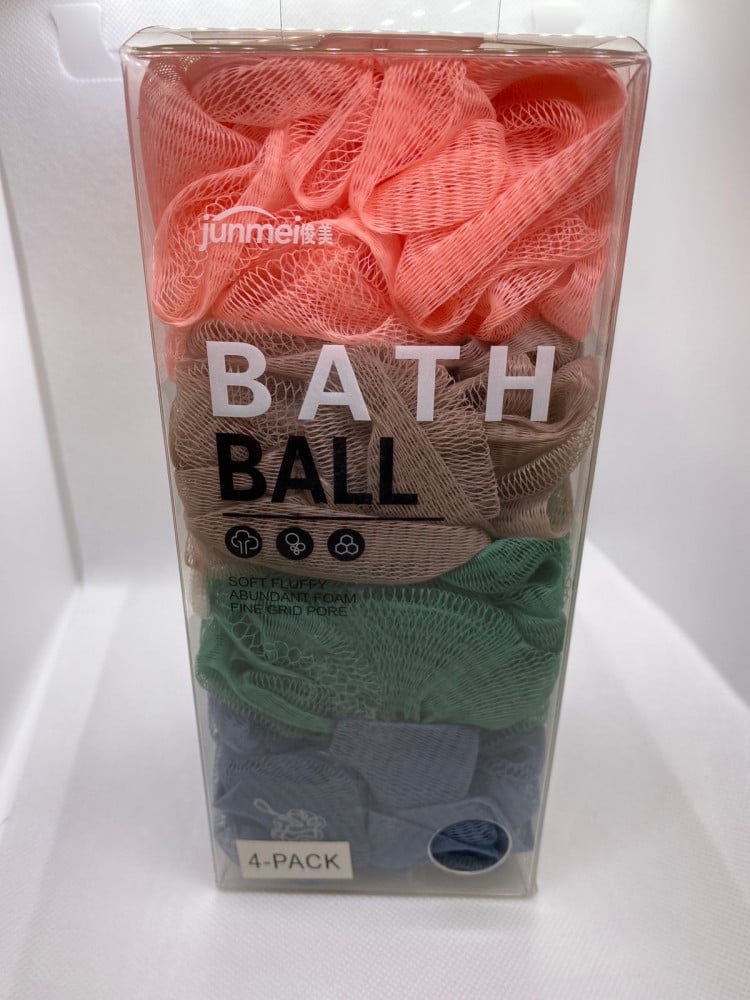 junmei俊美
BATH
BALL
SOFT FLUFFY
ABUNDANT FOAM
FINE GRID PORE
4-PACK